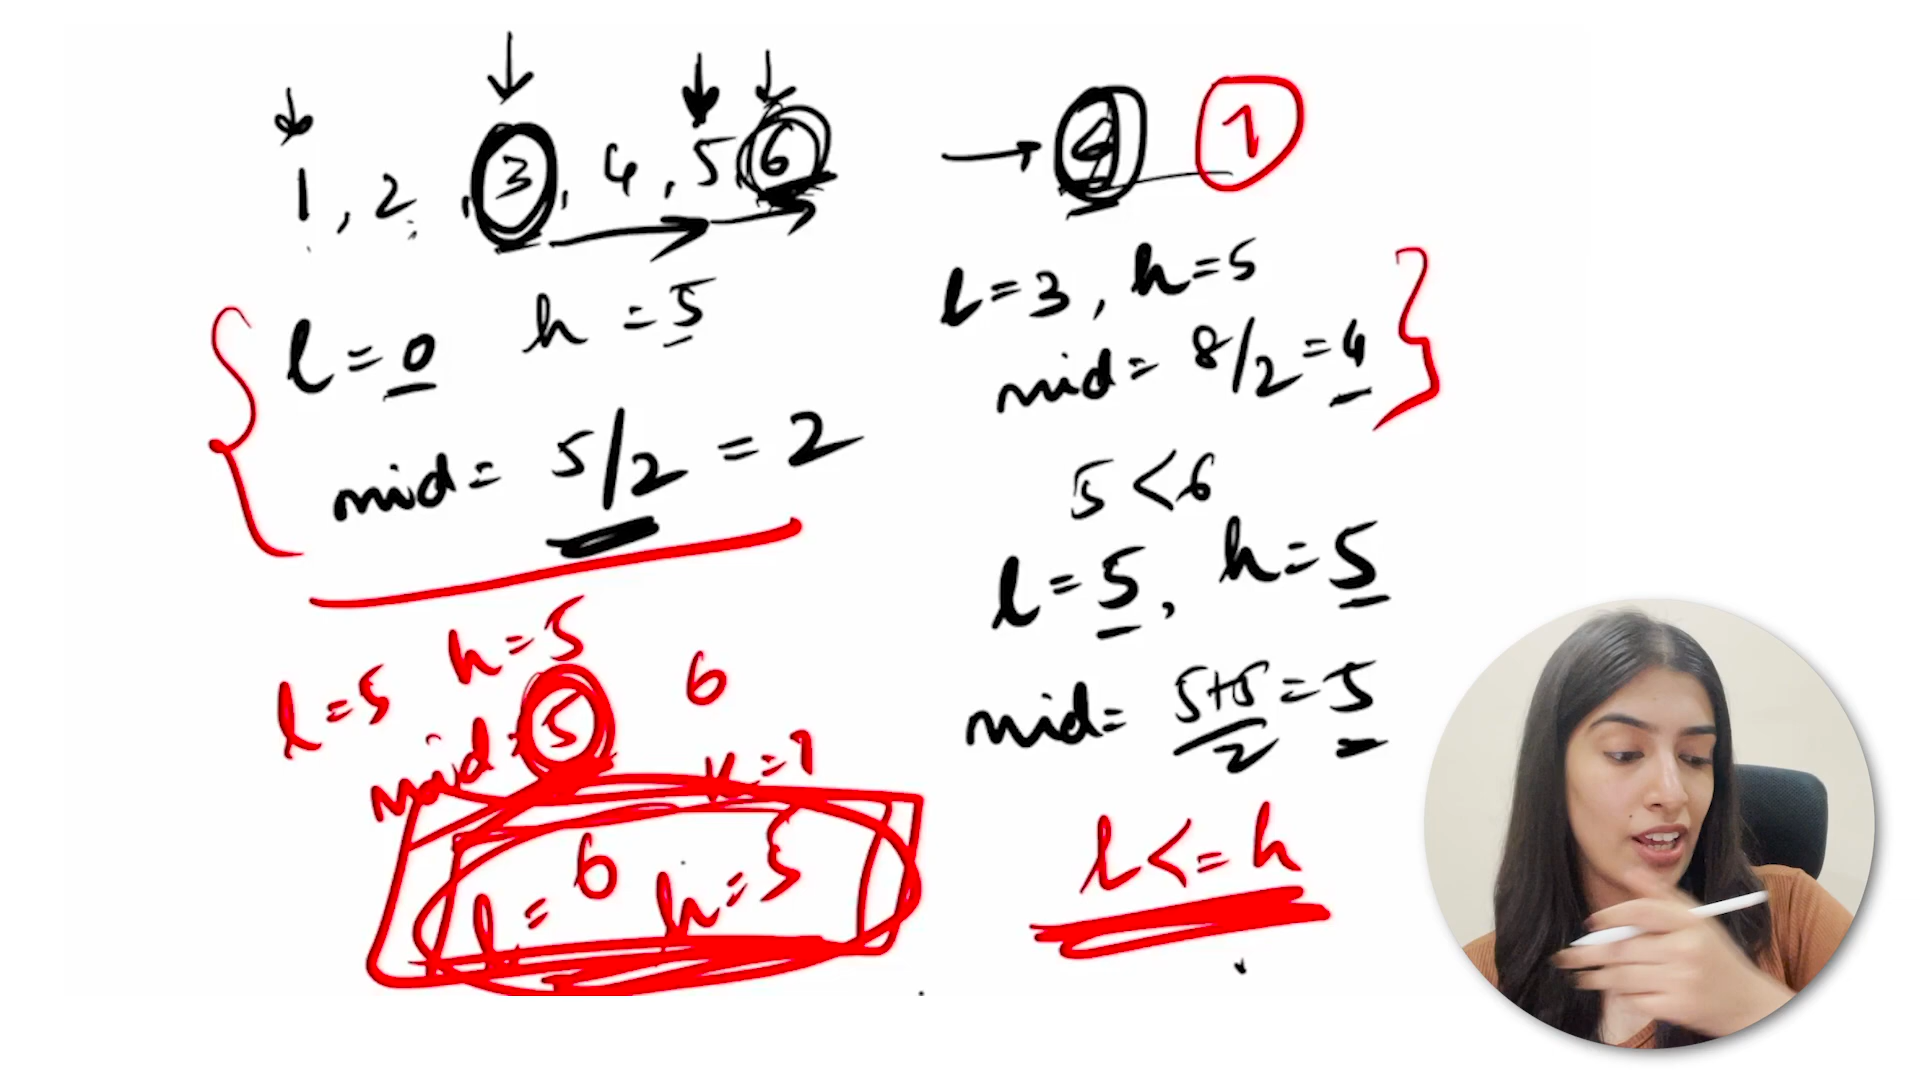 1, 2, 3, 4, 5 6
l = 0 h = 5
mid = 5/2 = 2
l = 5 h = 5
mid = 5 6
l = 6 h = 5
7
l = 3, h = 5
mid = 8/2 = 4
5 < 6
l = 5, h = 5
mid = 5+5/2 = 5
l <= h